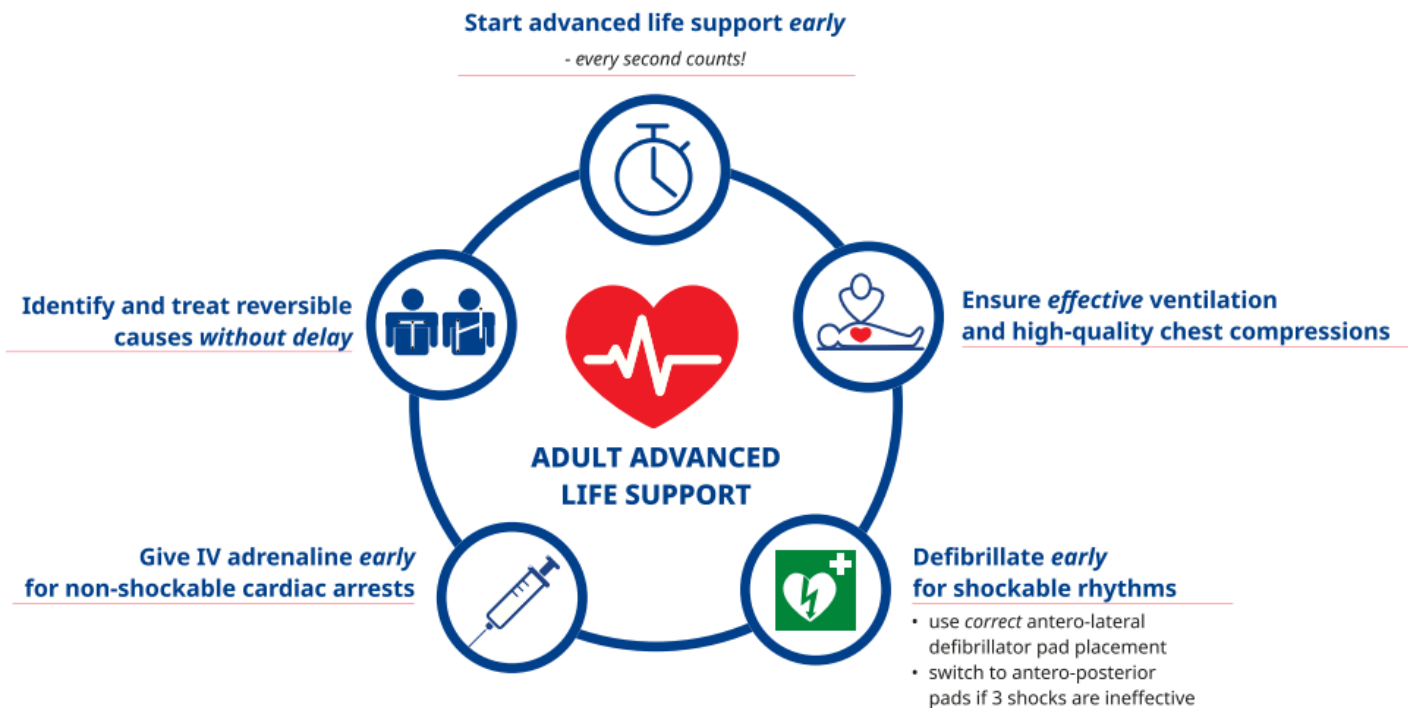 Start advanced life support early
- every second counts!
Ensure effective ventilation
and high-quality chest compressions
Defibrillate early
for shockable rhythms
• use correct antero-lateral
defibrillator pad placement
• switch to antero-posterior
pads if 3 shocks are ineffective
Give IV adrenaline early
for non-shockable cardiac arrests
Identify and treat reversible
causes without delay
ADULT ADVANCED
LIFE SUPPORT